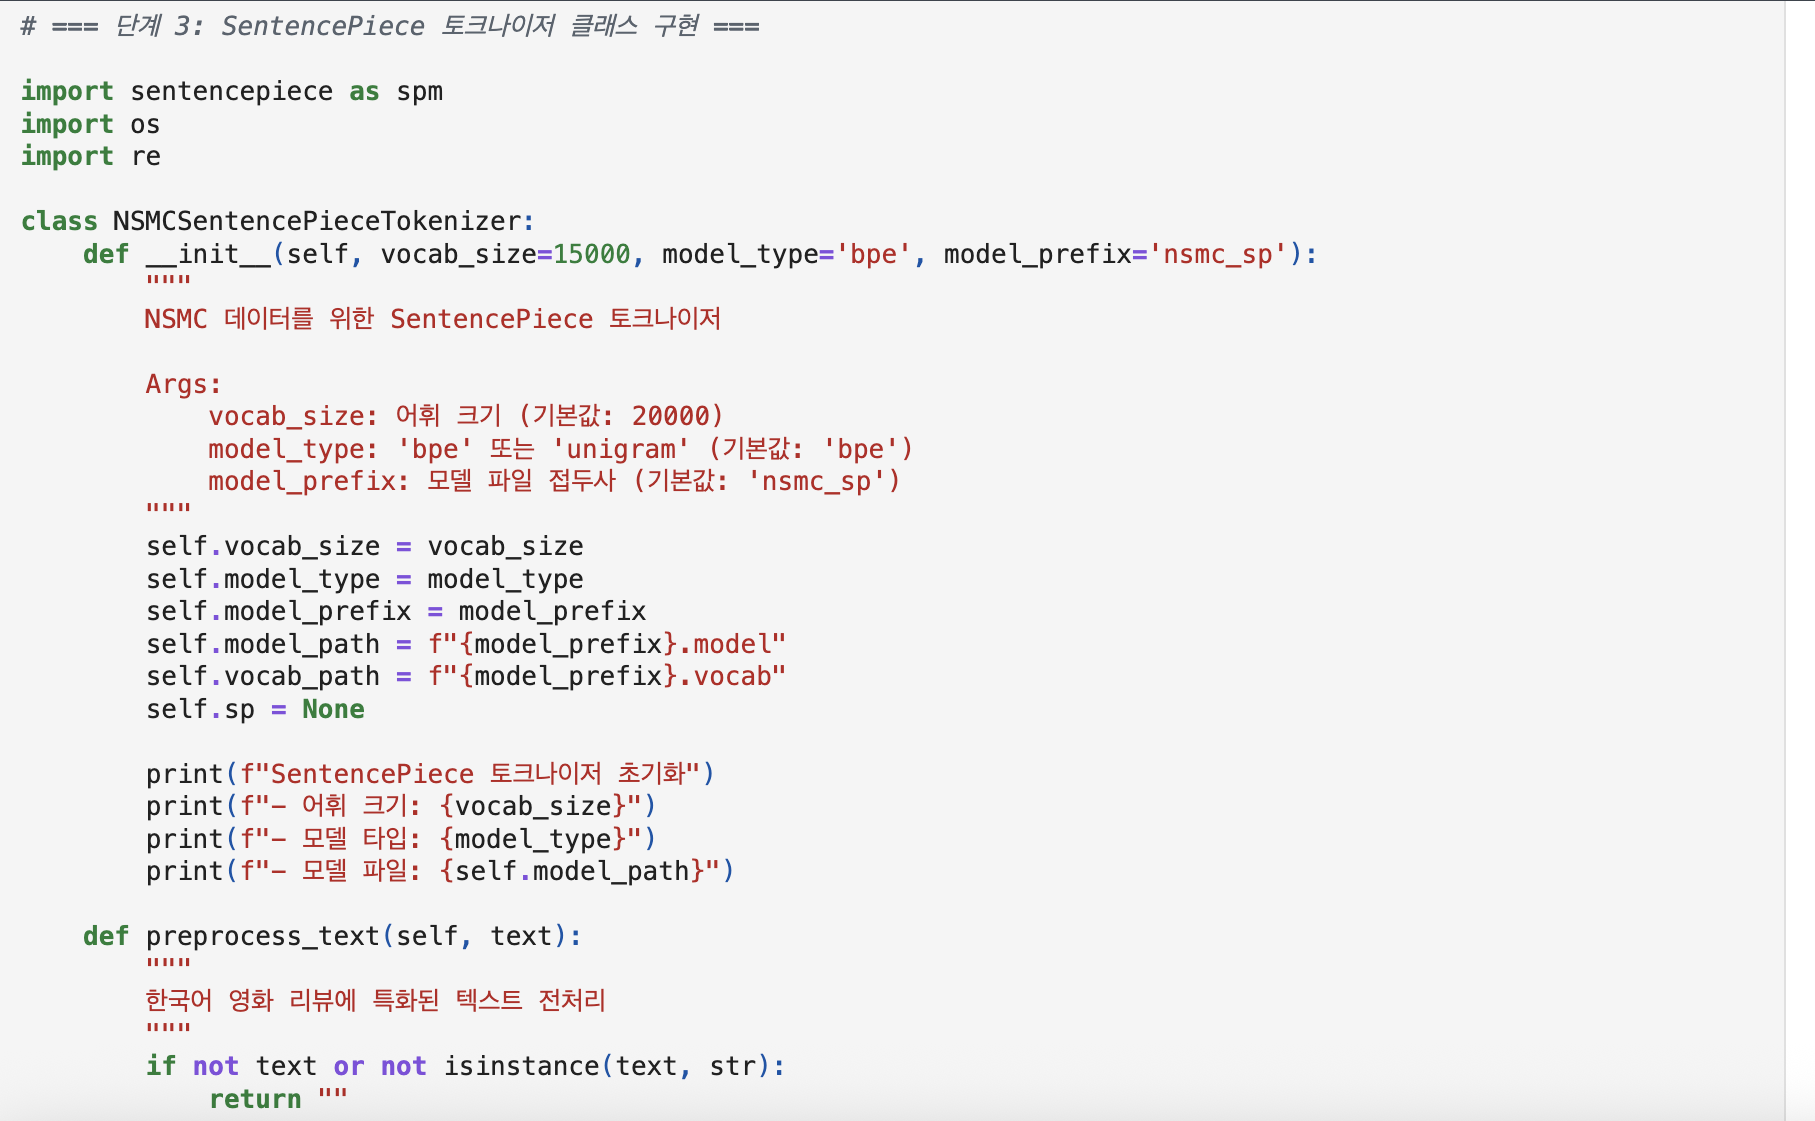 # === 단계 3: SentencePiece 토크나이저 클래스 구현 ===
import sentencepiece as spm
import os
import re
class NSMCSentencePieceTokenizer:
    def __init__(self, vocab_size=15000, model_type='bpe', model_prefix='nsmc_sp'):
        """
        NSMC 데이터를 위한 SentencePiece 토크나이저
        Args:
            vocab_size: 어휘 크기 (기본값: 20000)
            model_type: 'bpe' 또는 'unigram' (기본값: 'bpe')
            model_prefix: 모델 파일 접두사 (기본값: 'nsmc_sp')
        """
        self.vocab_size = vocab_size
        self.model_type = model_type
        self.model_prefix = model_prefix
        self.model_path = f"{model_prefix}.model"
        self.vocab_path = f"{model_prefix}.vocab"
        self.sp = None
        print(f"SentencePiece 토크나이저 초기화")
        print(f"- 어휘 크기: {vocab_size}")
        print(f"- 모델 타입: {model_type}")
        print(f"- 모델 파일: {self.model_path}")
    def preprocess_text(self, text):
        """
        한국어 영화 리뷰에 특화된 텍스트 전처리
        """
        if not text or not isinstance(text, str):
            return ""